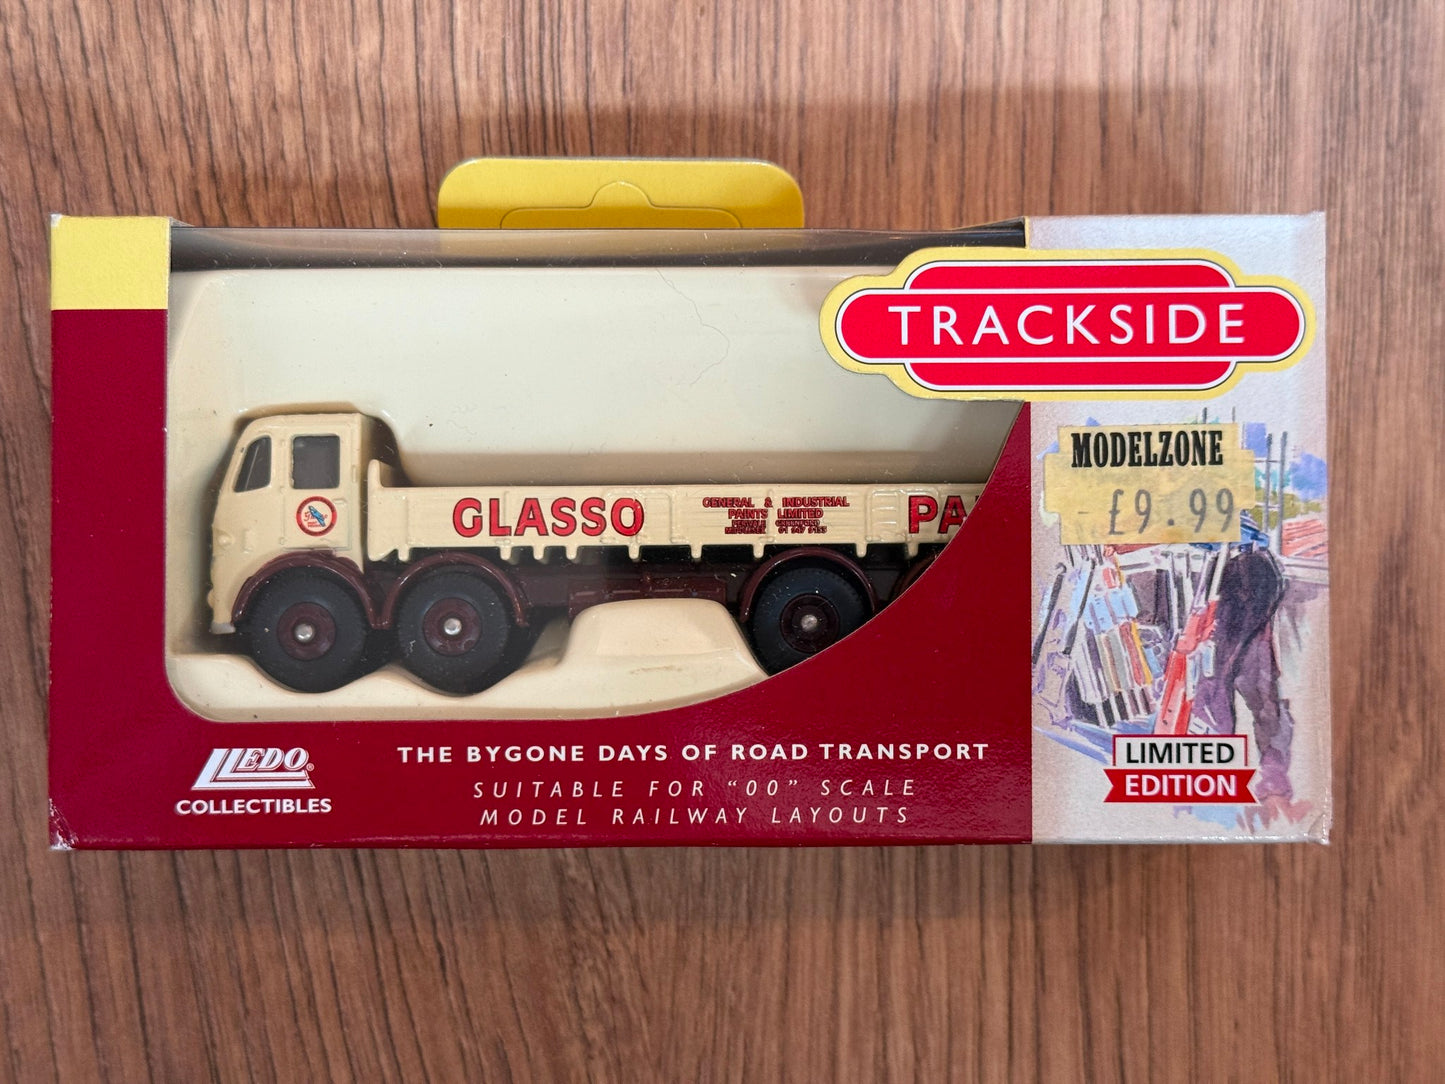 TRACKSIDE
MODELZONE
£9.99
GLASSO
GENERAL & INDUSTRIAL
PAINTS LIMITED
PA
LLEDO®
COLLECTIBLES
THE BYGONE DAYS OF ROAD TRANSPORT
SUITABLE FOR “00” SCALE
MODEL RAILWAY LAYOUTS
LIMITED
EDITION